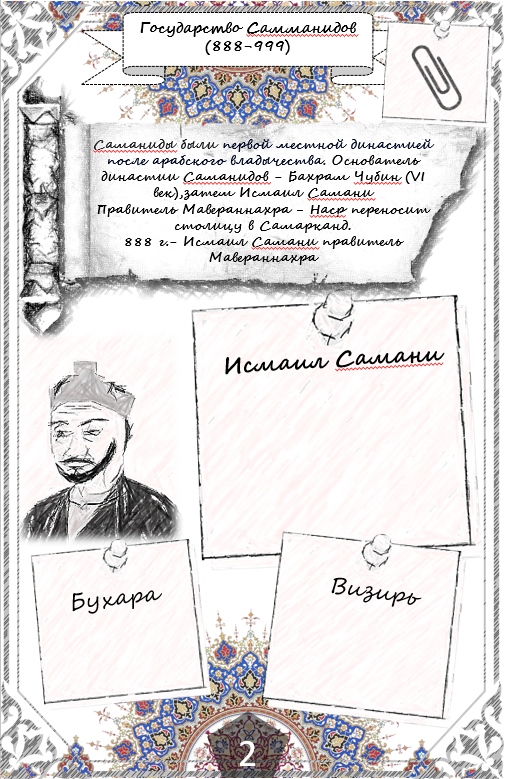 Государство Самманидов
(888-999)
Саманиды были первой местной династией
после арабского владычества. Основатель
династии Саманидов – Бахрам Чубин (VI
век),затем Исмаил Самани
Правитель Мавераннахра – Наср переносит
столицу в Самарканд.
888 г.- Исмаил Самани правитель
Мавераннахра
Исмаил Самани
Бухара
Визирь
2